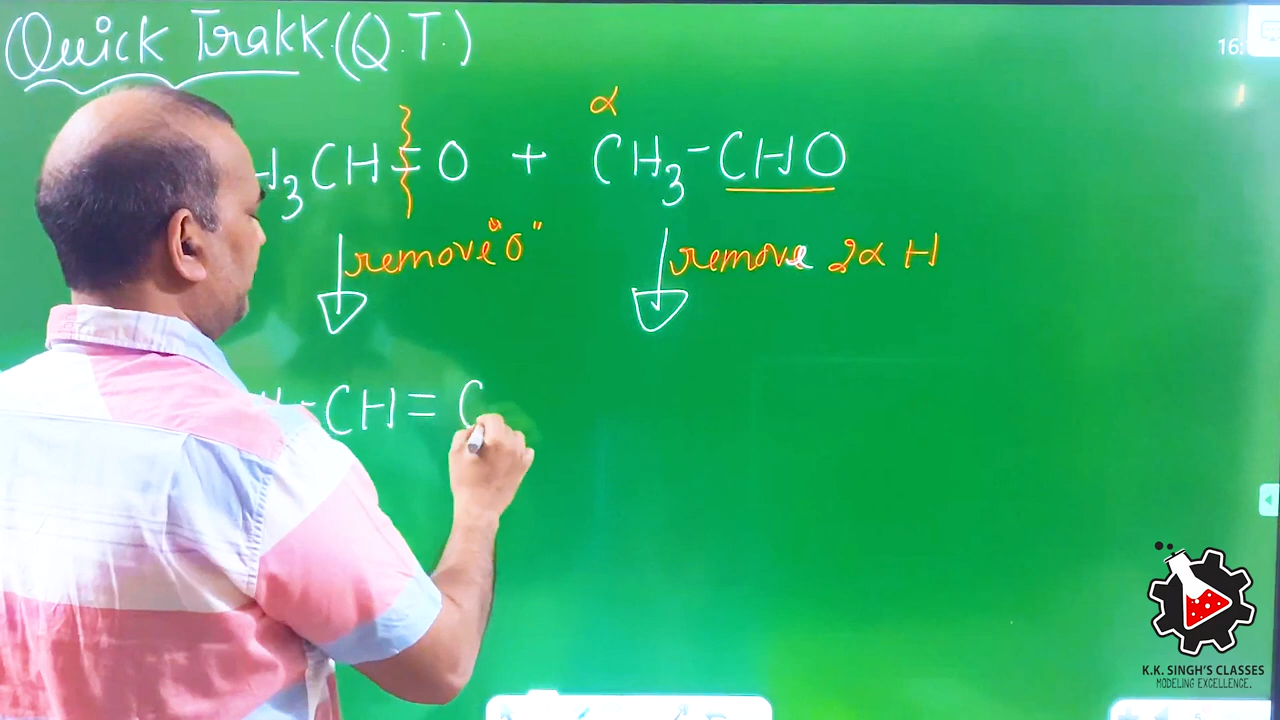 Quick Trakk (Q.T.)
16:
α
H3CH=O + CH3-CHO
remove "O" remove 2α H
-CH=C
K.K. SINGH'S CLASSES
MODELING EXCELLENCE.